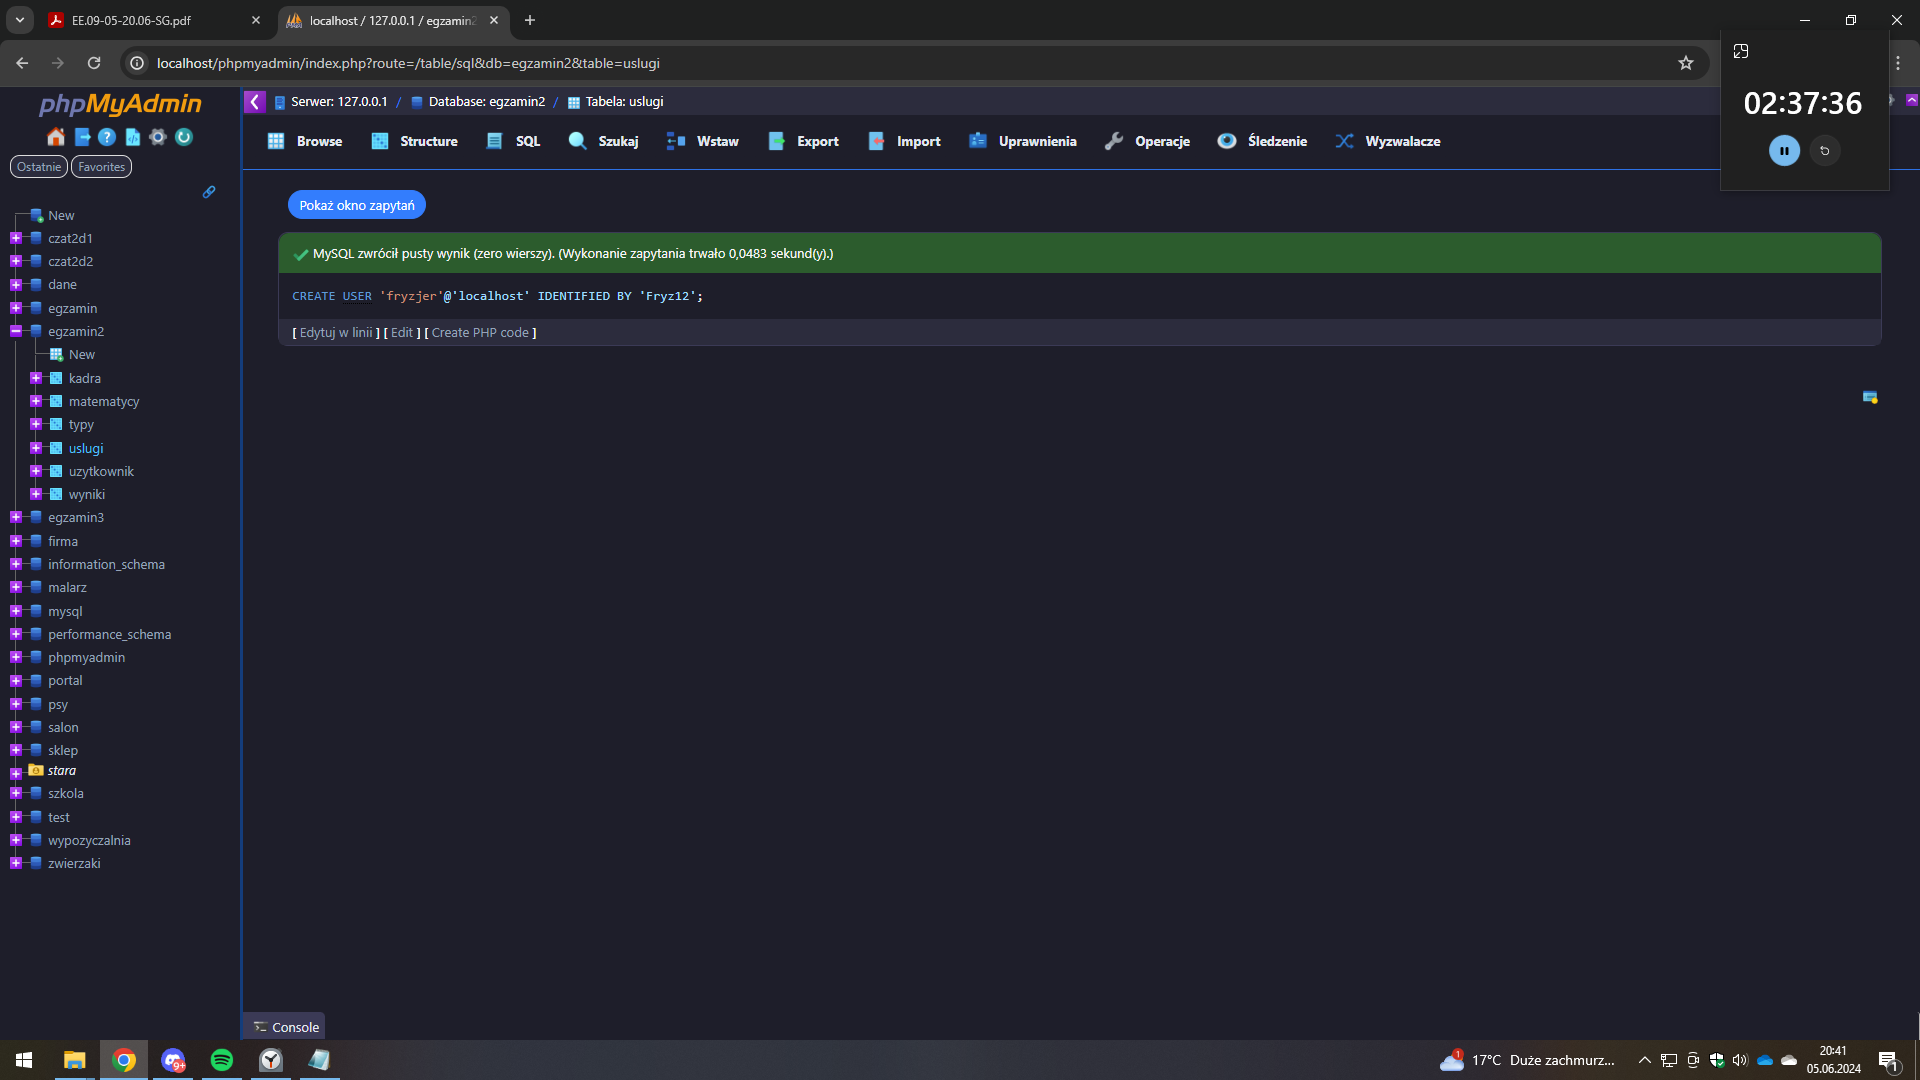 EE.09-05-20.06-SG.pdf
localhost / 127.0.0.1 / egzamin2
localhost/phpmyadmin/index.php?route=/table/sql&db=egzamin2&table=uslugi
02:37:36
phpMyAdmin
Ostatnie
Favorites
New
czat2d1
czat2d2
dane
egzamin
egzamin2
New
kadra
matematycy
typy
uslugi
uzytkownik
wyniki
egzamin3
firma
information_schema
malarz
mysql
performance_schema
phpmyadmin
portal
psy
salon
sklep
stara
szkola
test
wypozyczalnia
zwierzaki
Serwer: 127.0.0.1 / Database: egzamin2 / Tabela: uslugi
Browse
Structure
SQL
Szukaj
Wstaw
Export
Import
Uprawnienia
Operacje
Śledzenie
Wyzwalacze
Pokaż okno zapytań
MySQL zwrócił pusty wynik (zero wierszy). (Wykonanie zapytania trwało 0,0483 sekund(y).)
CREATE USER 'fryzjer'@'localhost' IDENTIFIED BY 'Fryz12';
[ Edytuj w linii ] [ Edit ] [ Create PHP code ]
Console
9+
1
17°C Duże zachmurz...
20:41
05.06.2024
1